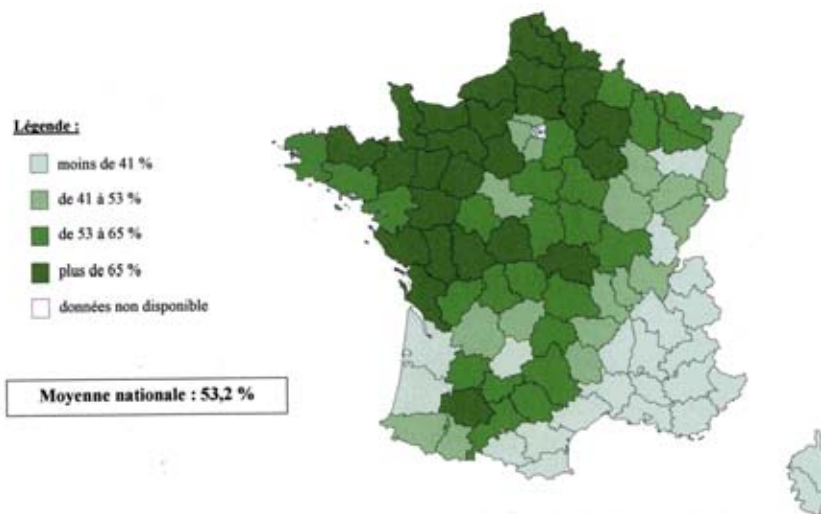 Légende :
moins de 41 %
de 41 à 53 %
de 53 à 65 %
plus de 65 %
données non disponible
Moyenne nationale : 53,2 %